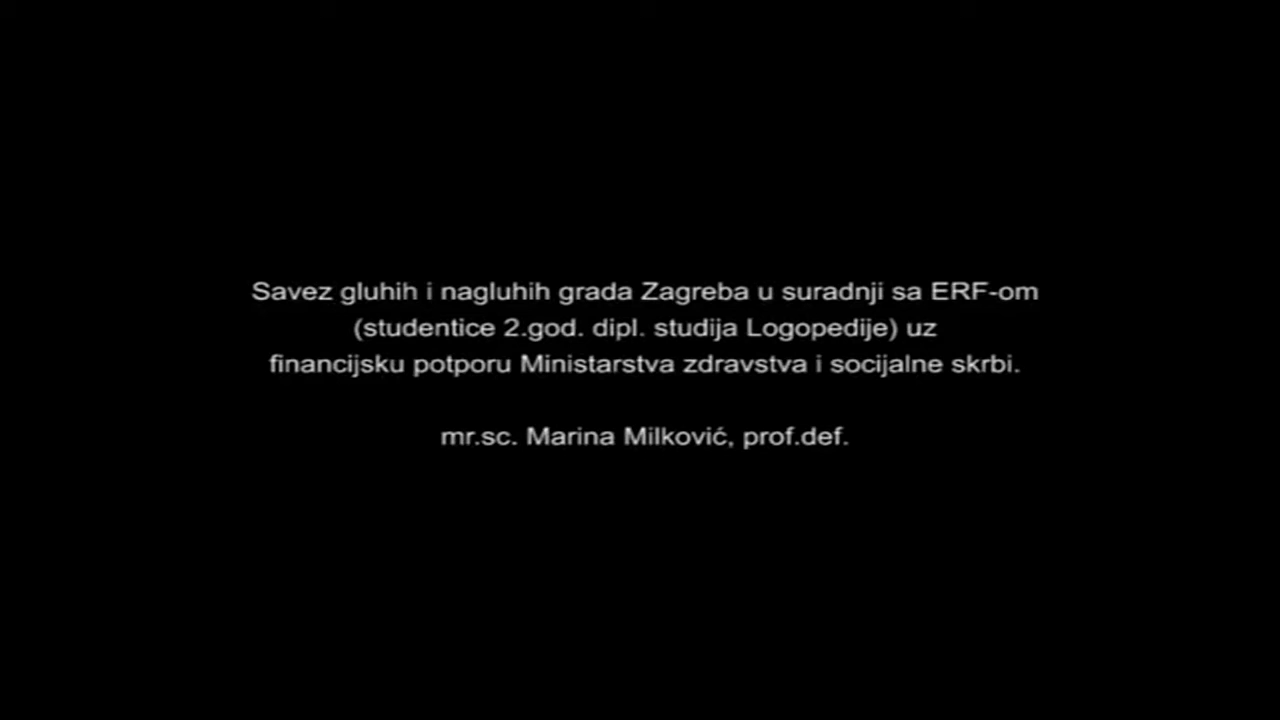 Savez gluhih i nagluhih grada Zagreba u suradnji sa ERF-om
(studentice 2.god. dipl. studija Logopedije) uz
financijsku potporu Ministarstva zdravstva i socijalne skrbi.
mr.sc. Marina Milković, prof.def.